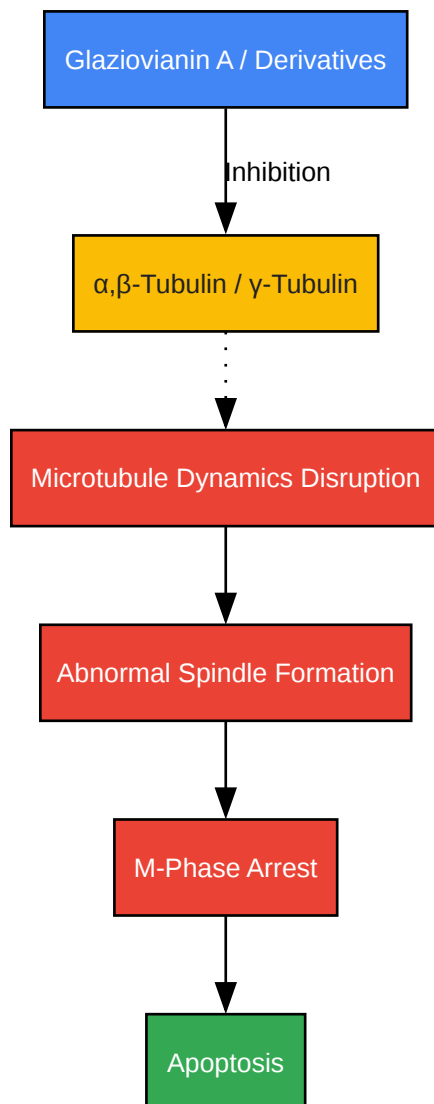 Glaziovianin A / Derivatives
Inhibition
α,β-Tubulin / γ-Tubulin
Microtubule Dynamics Disruption
Abnormal Spindle Formation
M-Phase Arrest
Apoptosis